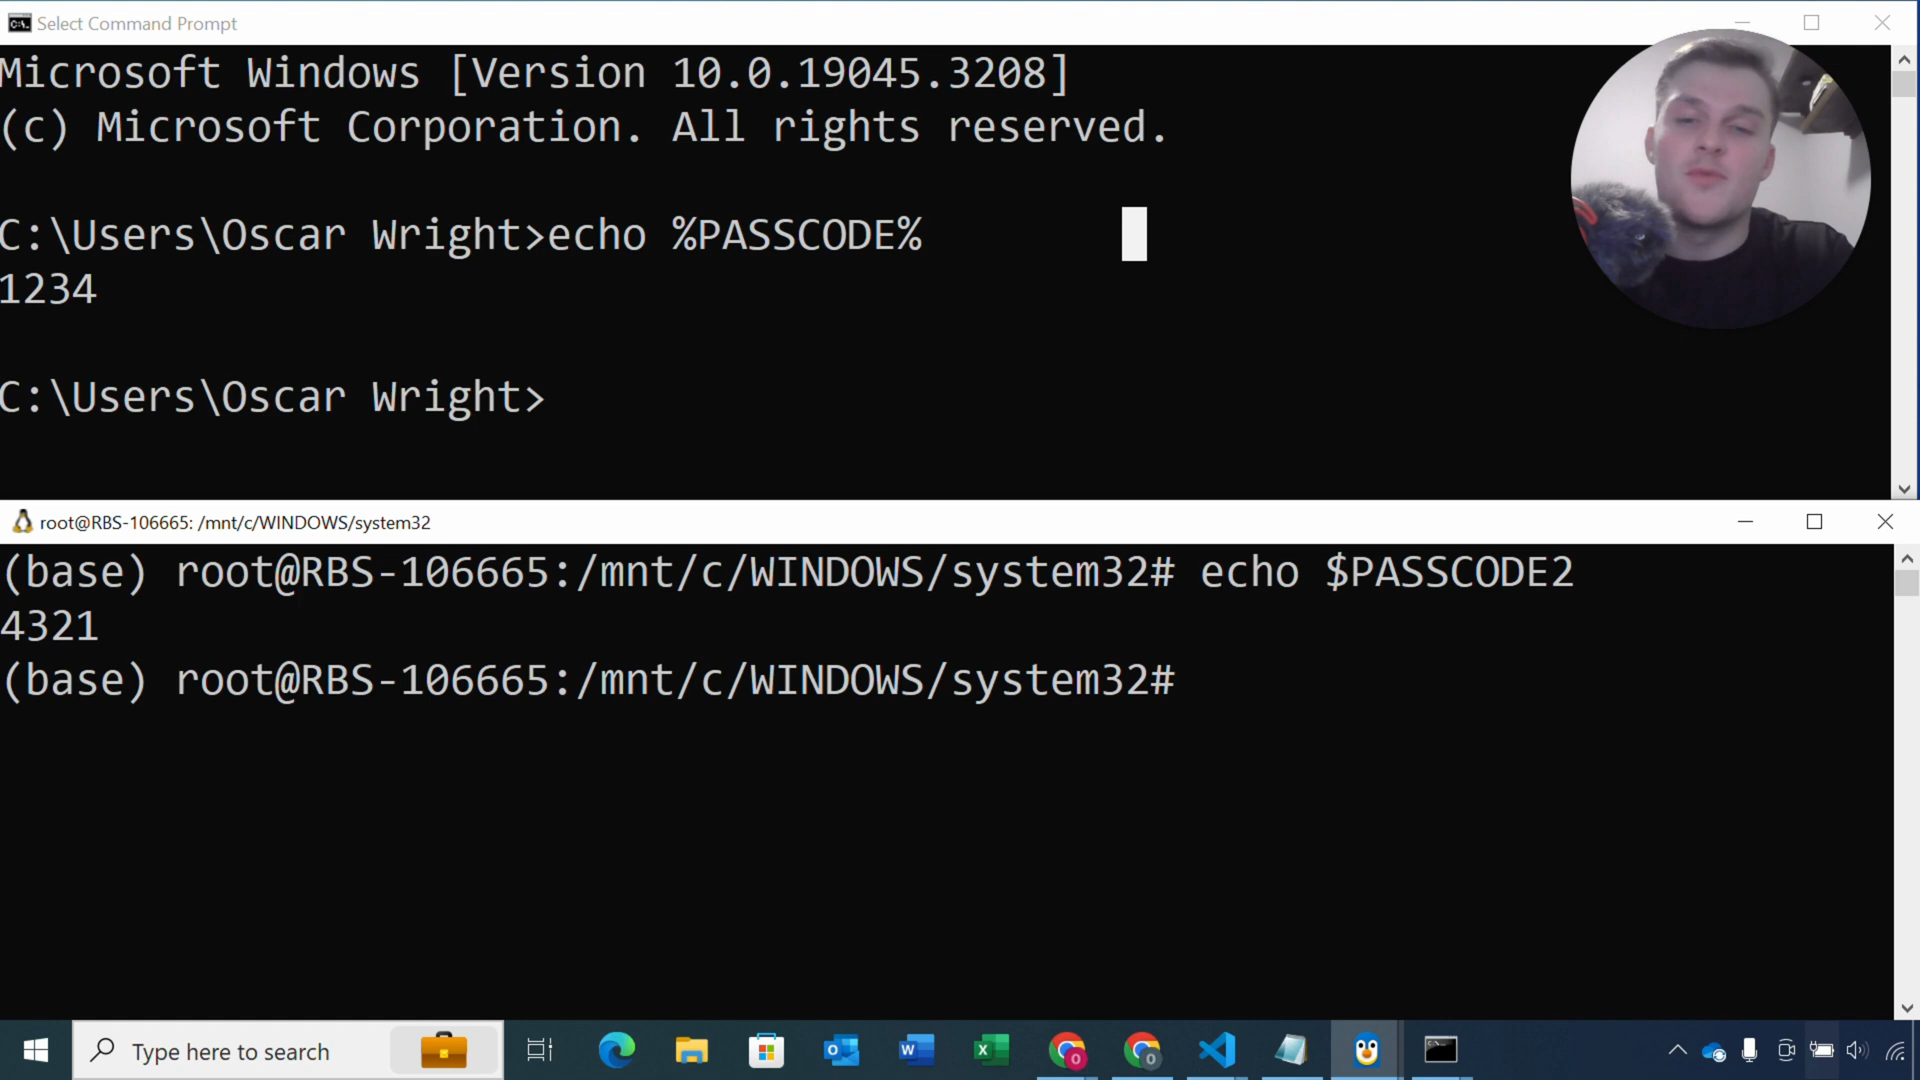 Select Command Prompt
Microsoft Windows [Version 10.0.19045.3208]
(c) Microsoft Corporation. All rights reserved.
C:\Users\Oscar Wright>echo %PASSCODE%
1234
C:\Users\Oscar Wright>
root@RBS-106665: /mnt/c/WINDOWS/system32
(base) root@RBS-106665:/mnt/c/WINDOWS/system32# echo $PASSCODE2
4321
(base) root@RBS-106665:/mnt/c/WINDOWS/system32#
Type here to search